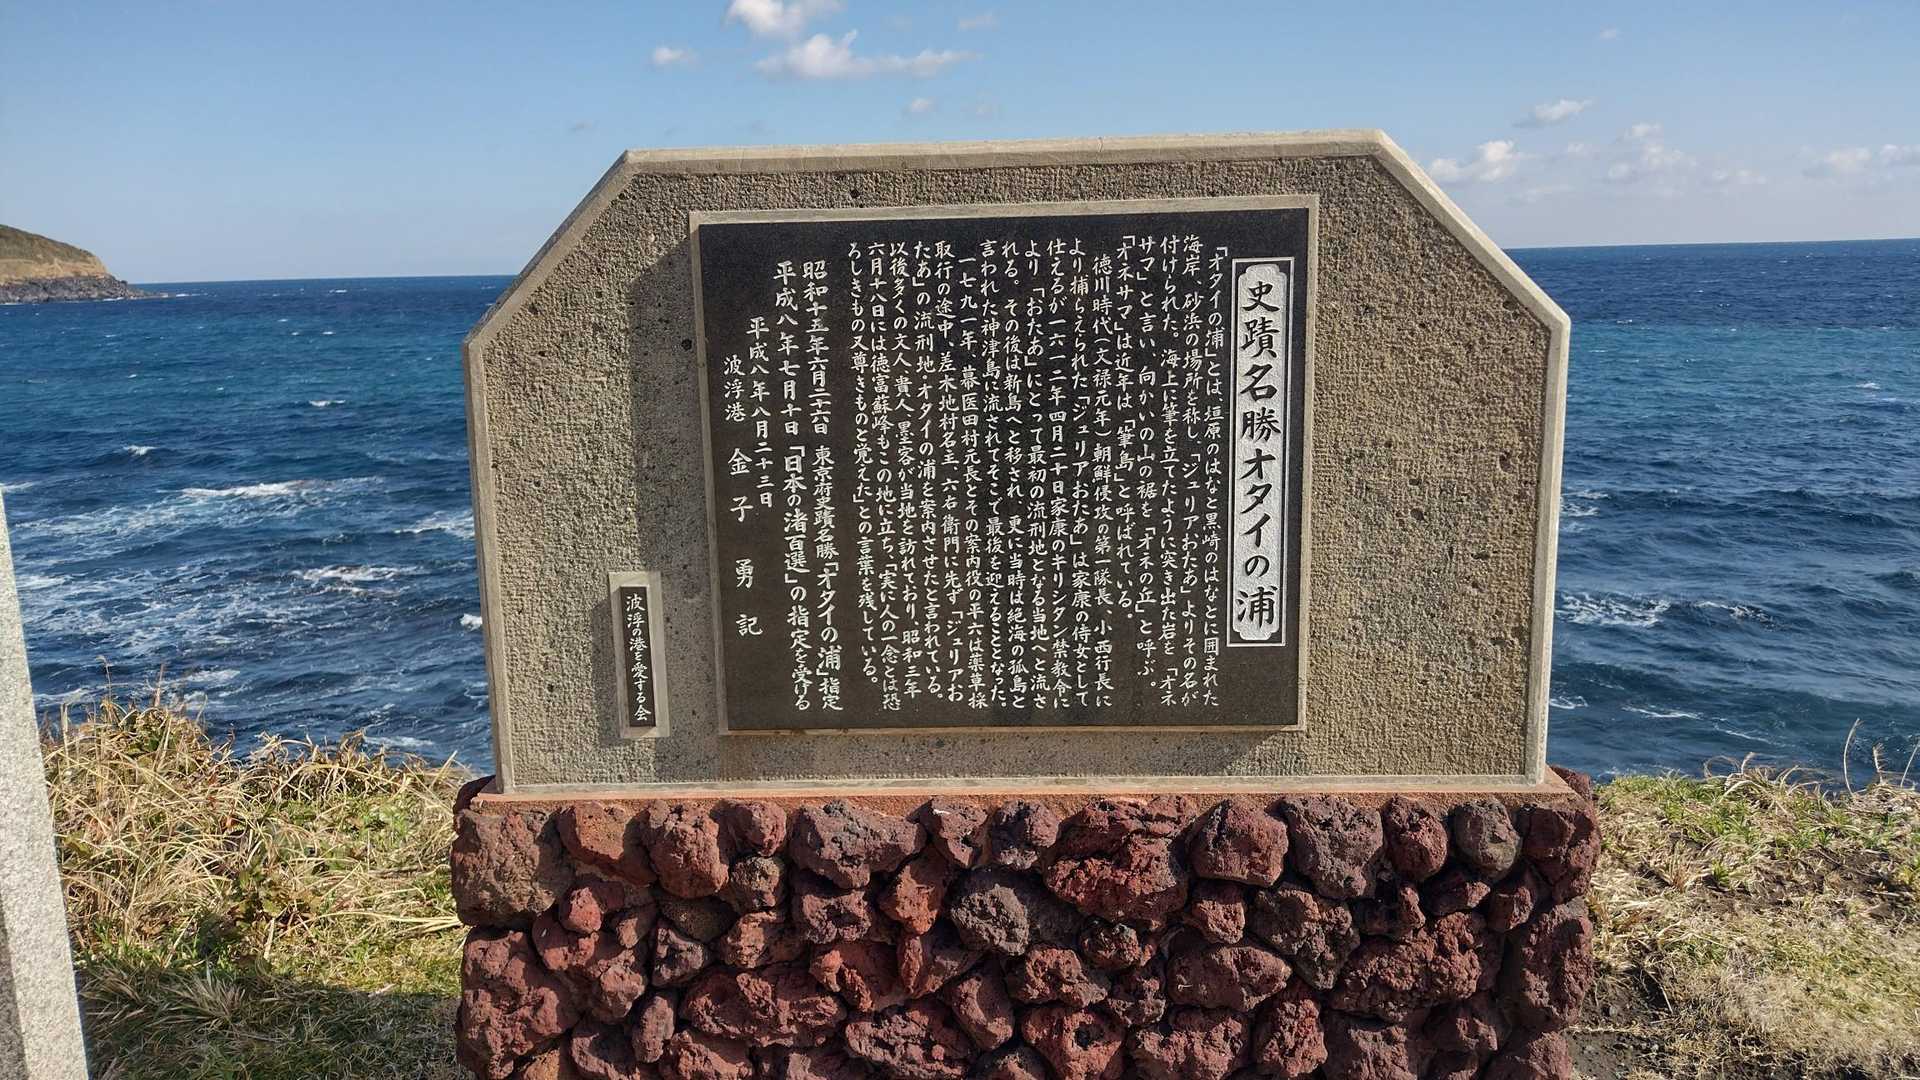 史蹟名勝オタイの浦
「オタイの浦」とは、垣原のはなと黒崎のはなとに囲まれた
海岸、砂浜の場所を称し、「ジュリアおたあ」よりその名が
付けられた。海上に筆を立てたように突き出た岩を「オネ
サマ」と言い、向かいの山の裾を「オネの丘」と呼ぶ。
「オネサマ」は近年は「筆島」と呼ばれている。
徳川時代(文禄元年)朝鮮侵攻の第一隊長、小西行長に
より捕らえられた「ジュリアおたあ」は家康の侍女として
仕えるが一六一二年四月二十日家康のキリシタン禁教令に
より「おたあ」にとって最初の流刑地となる当地へと流さ
れる。その後は新島へと移され、更に当時は絶海の孤島と
言われた神津島に流されてそこで最後を迎えることとなった。
一七九一年、幕医田村元長とその案内役の平六は薬草採
取行の途中、差木地村名主、六右衛門に先ず「ジュリアお
たあ」の流刑地、オタイの浦を案内させたと言われている。
以後多くの文人、貴人、墨客が当地を訪れており、昭和三年
六月十八日には徳富蘇峰もこの地に立ち、「実に人の一念とは恐
ろしきもの又尊きものと覚えた」との言葉を残している。
昭和十五年六月二十六日 東京府史蹟名勝「オタイの浦」指定
平成八年七月十日「日本の渚百選」の指定を受ける
平成八年八月二十三日
波浮港 金子 勇 記
波浮の港を愛する会